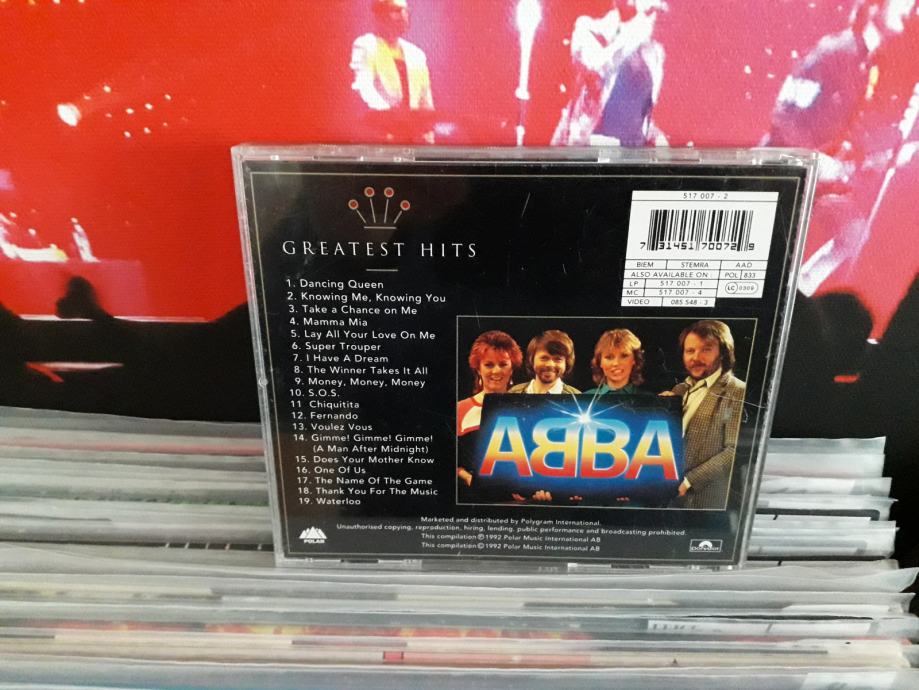 GREATEST HITS
1. Dancing Queen
2. Knowing Me, Knowing You
3. Take a Chance on Me
4. Mamma Mia
5. Lay All Your Love On Me
6. Super Trouper
7. I Have A Dream
8. The Winner Takes It All
9. Money, Money, Money
10. S.O.S.
11 Chiquitita
12. Fernando
13. Voulez Vous
14. Gimme! Gimme! Gimme!
(A Man After Midnight)
15. Does Your Mother Know
16. One Of Us
17. The Name Of The Game
18. Thank You For The Music
19. Waterloo
517 007 - 2
7 31451 70072 9
BIEM STEMRA AAD
ALSO AVAILABLE ON : POL 833
LP 517 007 - 1
MC 517 007 - 4
VIDEO 085 548 - 3
LC 0309
ABBA
Marketed and distributed by Polygram International.
Unauthorised copying, reproduction, hiring, lending, public performance and broadcasting prohibited.
This compilation ℗ 1992 Polar Music International AB
This compilation © 1992 Polar Music International AB
POLAR
polydor